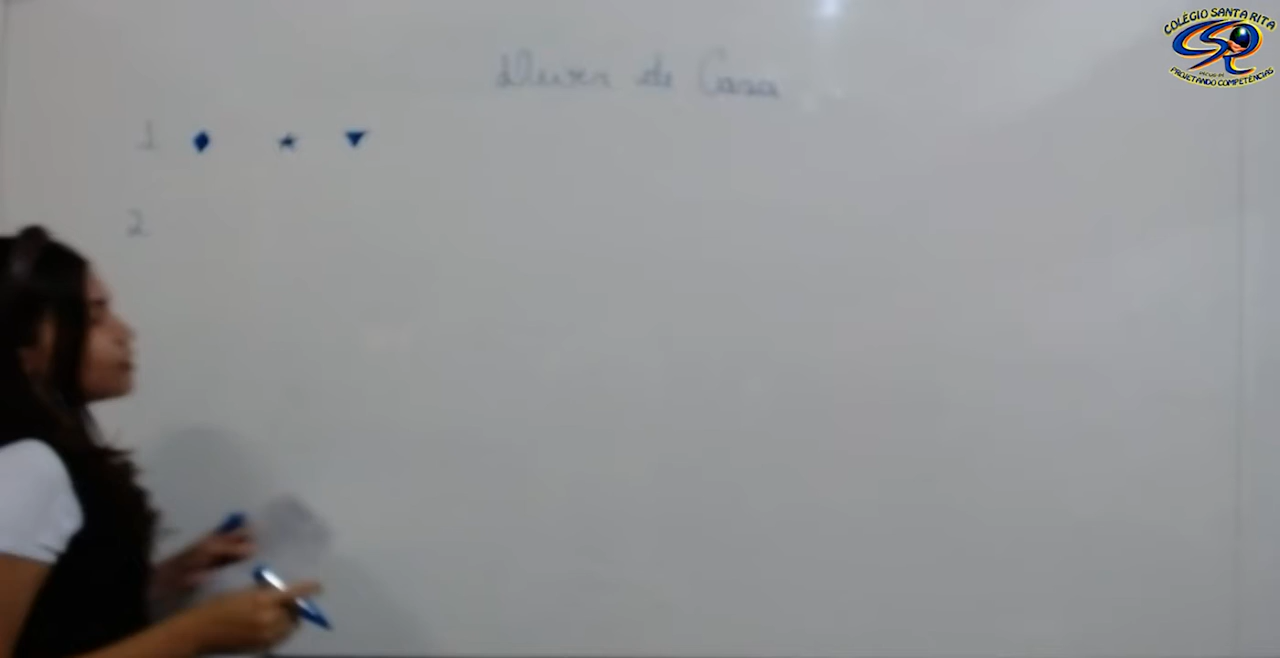 COLÉGIO SANTA RITA
PROJETANDO COMPETÊNCIAS
Dever de Casa
1 ♦ ★ ▼
2